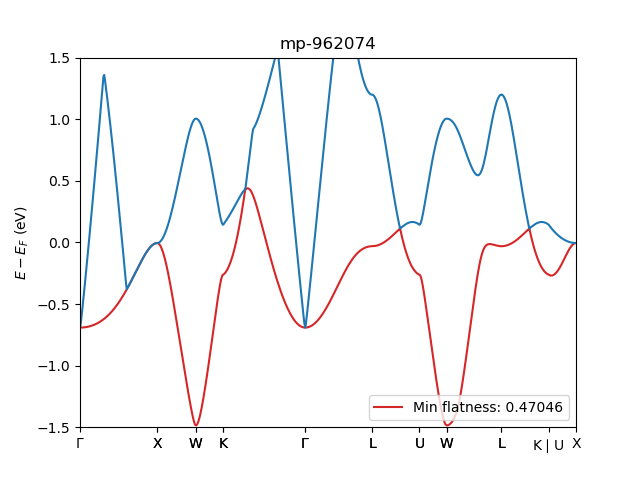 mp-962074
E − E_F (eV)
1.5
1.0
0.5
0.0
−0.5
−1.0
−1.5
Min flatness: 0.47046
Γ X W K Γ L U W L K | U X